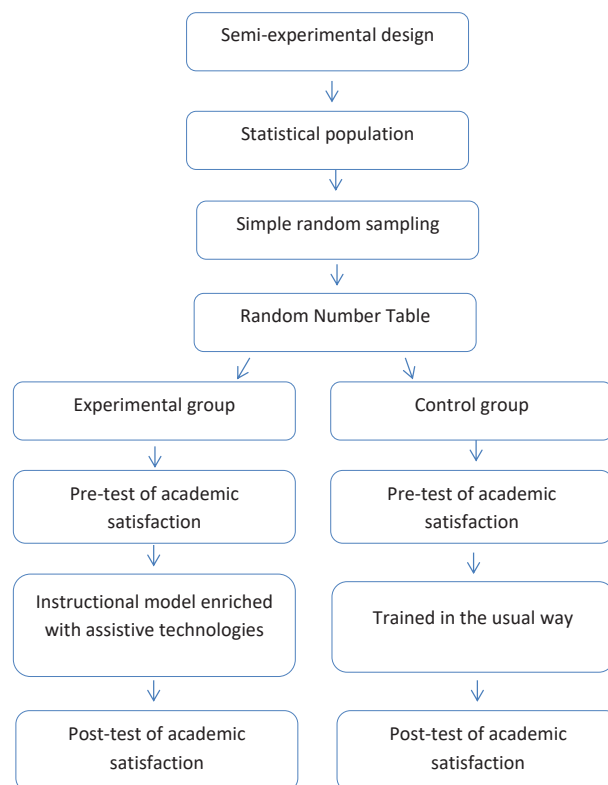 Semi-experimental design
Statistical population
Simple random sampling
Random Number Table
Experimental group
Control group
Pre-test of academic
satisfaction
Pre-test of academic
satisfaction
Instructional model enriched
with assistive technologies
Trained in the usual way
Post-test of academic
satisfaction
Post-test of academic
satisfaction